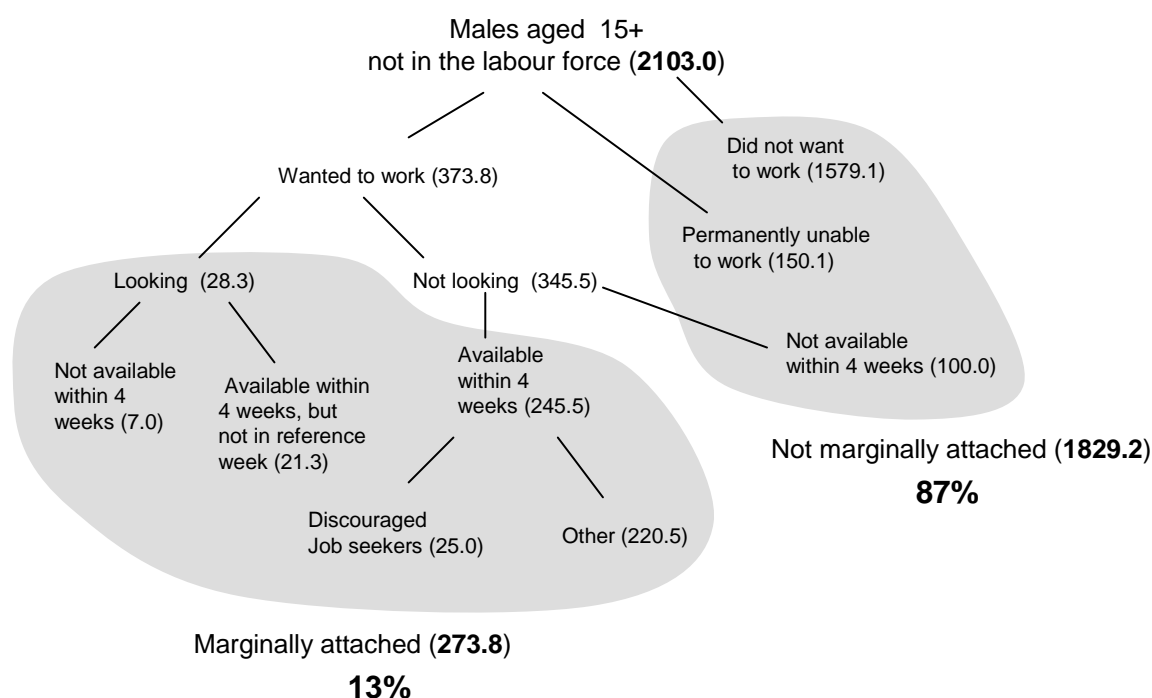 Males aged 15+
not in the labour force (2103.0)
Did not want
to work (1579.1)
Wanted to work (373.8)
Permanently unable
to work (150.1)
Looking (28.3)
Not looking (345.5)
Not available
within 4 weeks (100.0)
Not available
within 4
weeks (7.0)
Available within
4 weeks, but
not in reference
week (21.3)
Available
within 4
weeks (245.5)
Not marginally attached (1829.2)
87%
Discouraged
Job seekers (25.0)
Other (220.5)
Marginally attached (273.8)
13%